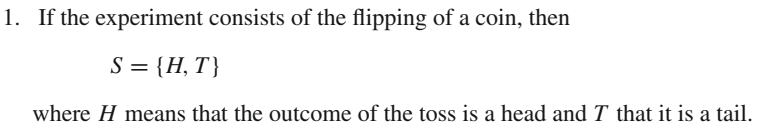 1. If the experiment consists of the flipping of a coin, then
S = {H, T}
where H means that the outcome of the toss is a head and T that it is a tail.